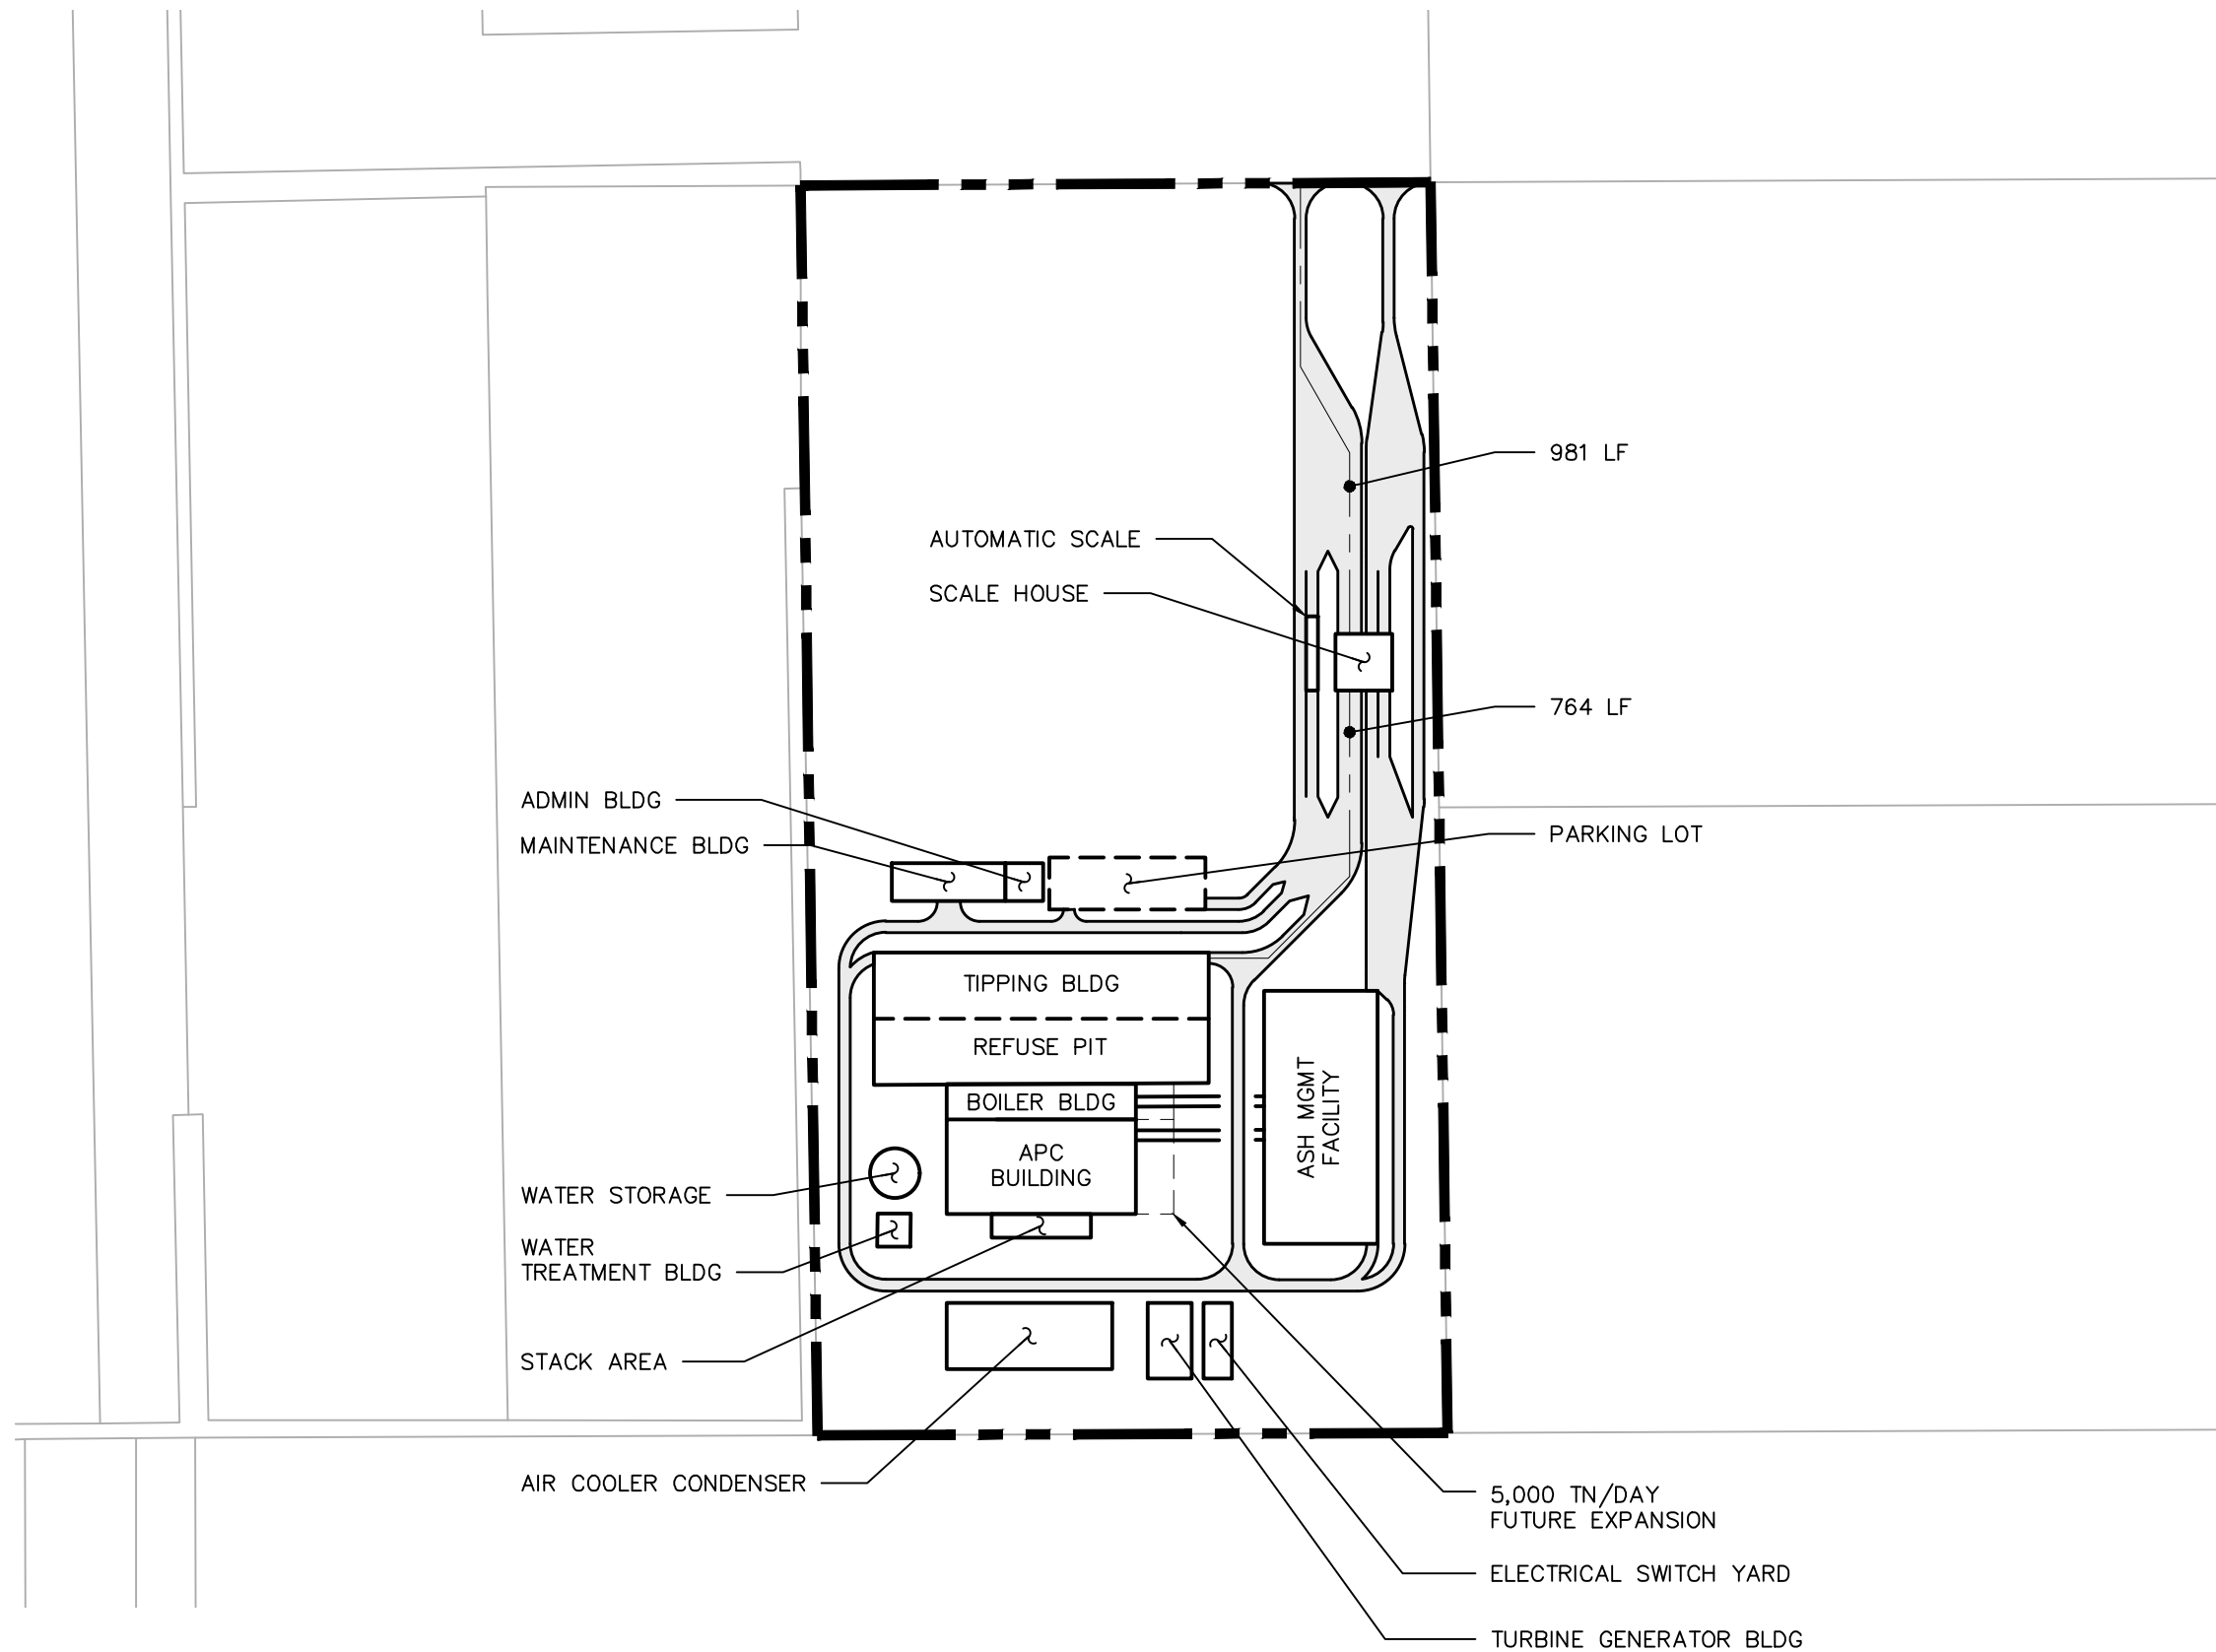 981 LF
AUTOMATIC SCALE
SCALE HOUSE
764 LF
ADMIN BLDG
MAINTENANCE BLDG
PARKING LOT
TIPPING BLDG
REFUSE PIT
BOILER BLDG
APC
BUILDING
ASH MGMT
FACILITY
WATER STORAGE
WATER
TREATMENT BLDG
STACK AREA
AIR COOLER CONDENSER
5,000 TN/DAY
FUTURE EXPANSION
ELECTRICAL SWITCH YARD
TURBINE GENERATOR BLDG